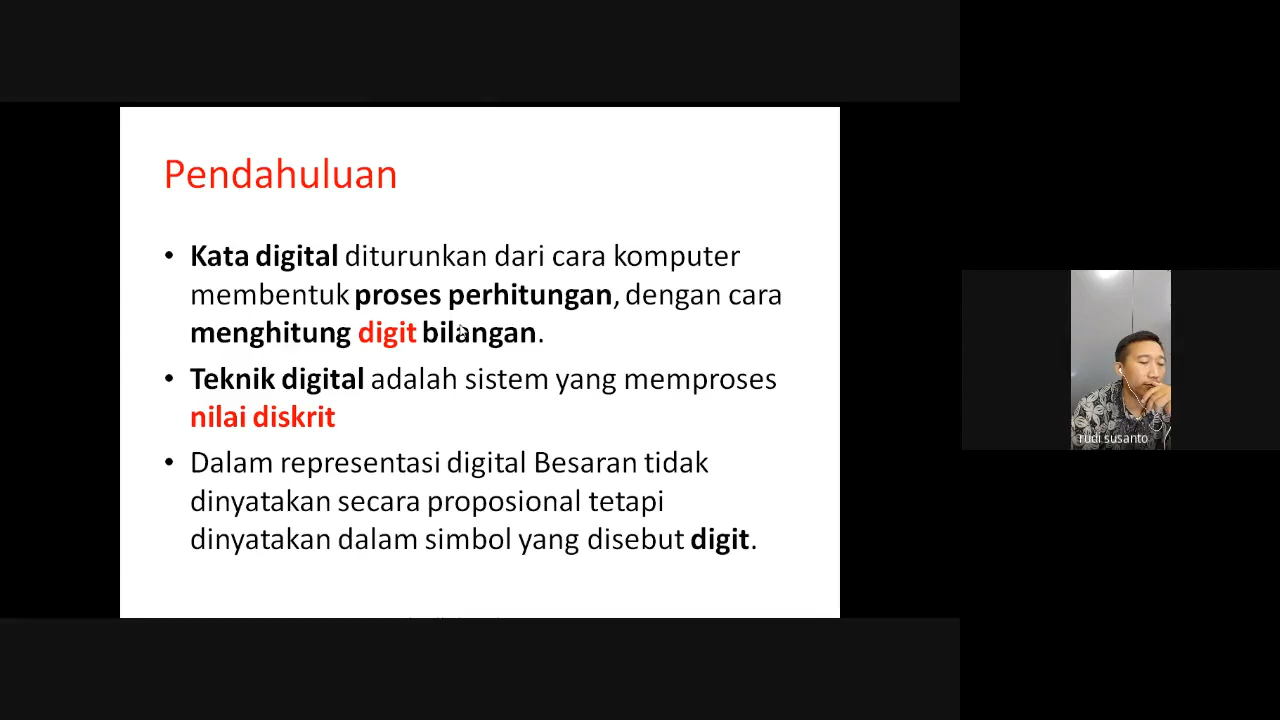 Pendahuluan
• Kata digital diturunkan dari cara komputer
membentuk proses perhitungan, dengan cara
menghitung digit bilangan.
• Teknik digital adalah sistem yang memproses
nilai diskrit
• Dalam representasi digital Besaran tidak
dinyatakan secara proposional tetapi
dinyatakan dalam simbol yang disebut digit.
rudi susanto